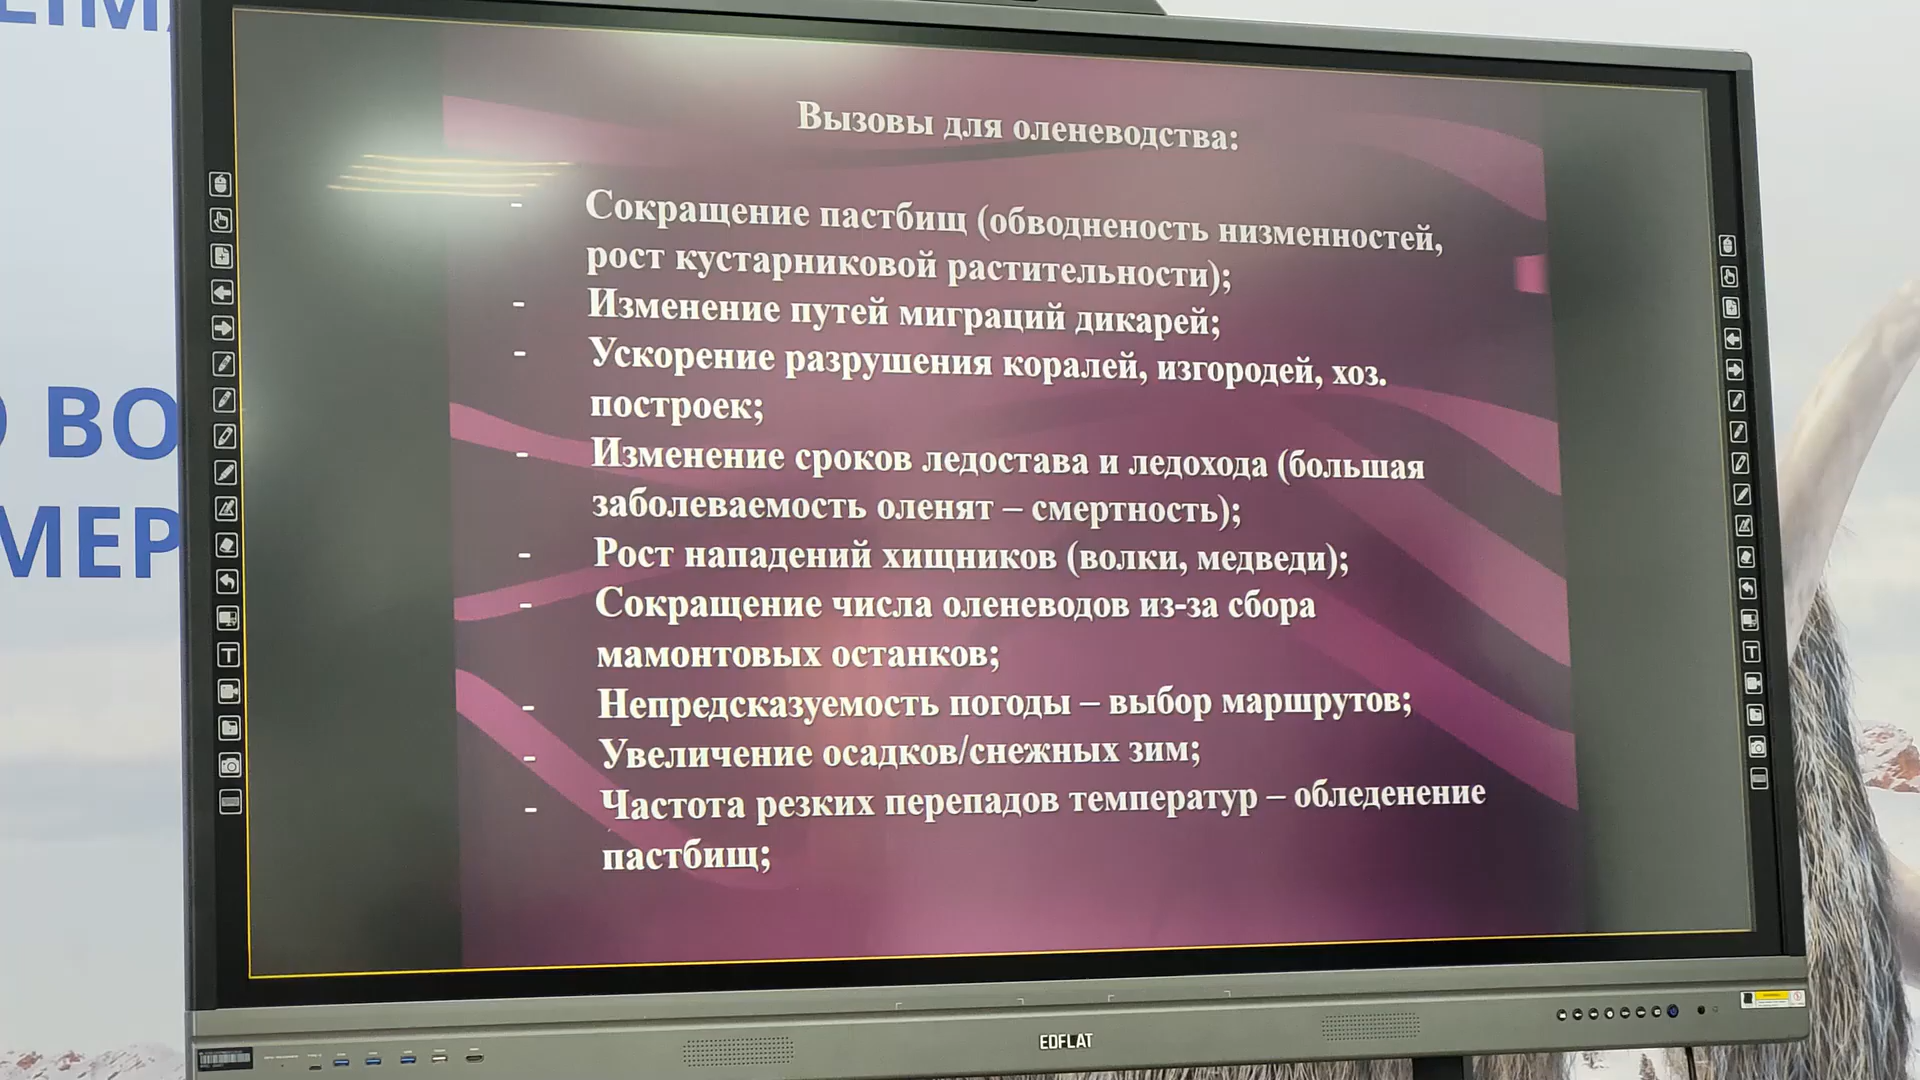 ВО
МЕР
Вызовы для оленеводства:
- Сокращение пастбищ (обводненость низменностей,
рост кустарниковой растительности);
- Изменение путей миграций дикарей;
- Ускорение разрушения коралей, изгородей, хоз.
построек;
- Изменение сроков ледостава и ледохода (большая
заболеваемость оленят – смертность);
- Рост нападений хищников (волки, медведи);
- Сокращение числа оленеводов из-за сбора
мамонтовых останков;
- Непредсказуемость погоды – выбор маршрутов;
- Увеличение осадков/снежных зим;
- Частота резких перепадов температур – обледенение
пастбищ;
EDFLAT